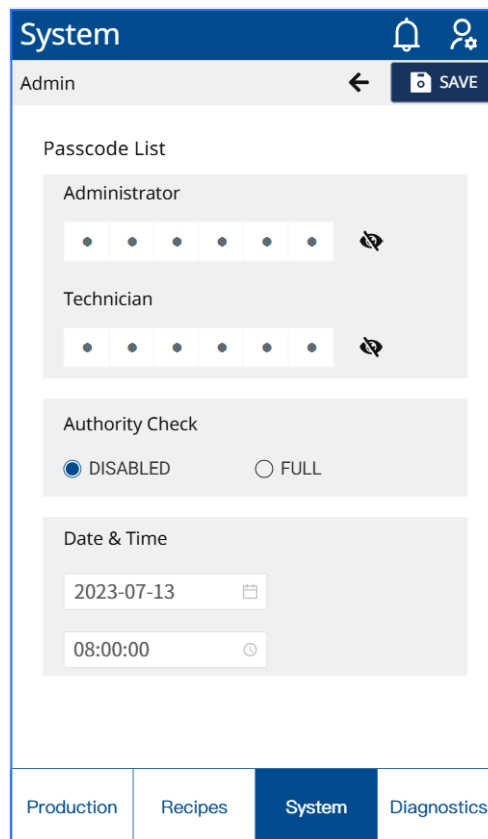 System
Admin
SAVE
Passcode List
Administrator
Technician
Authority Check
DISABLED FULL
Date & Time
2023-07-13
08:00:00
Production Recipes System Diagnostics